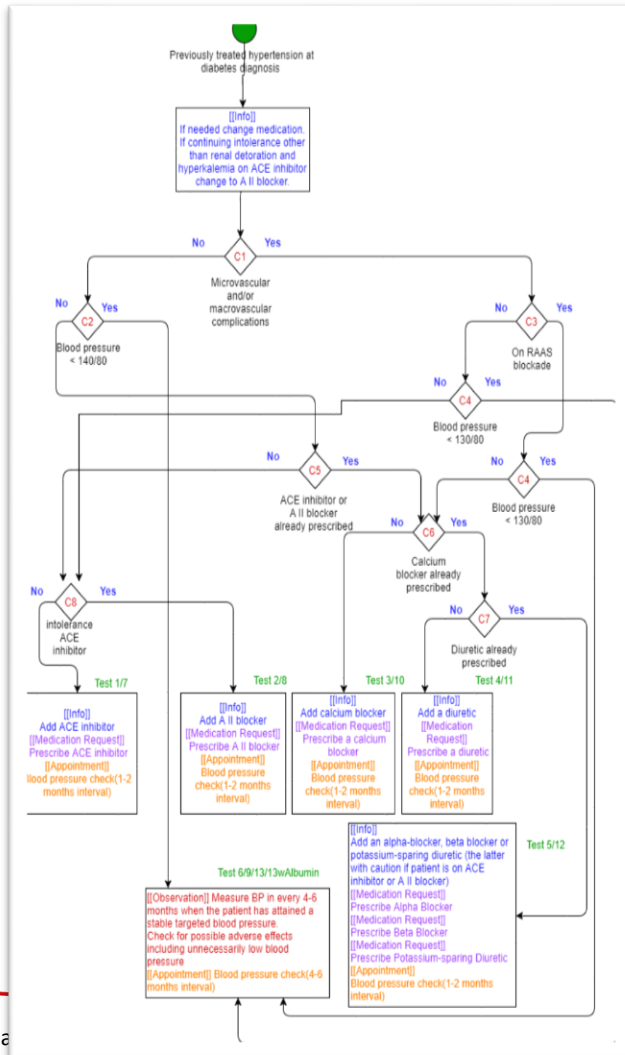 Previously treated hypertension at
diabetes diagnosis
[[Info]]
If needed change medication.
If continuing intolerance other
than renal detoration and
hyperkalemia on ACE inhibitor
change to A II blocker.
No
Yes
C1
Microvascular
and/or
macrovascular
complications
No
Yes
C2
Blood pressure
< 140/80
No
Yes
C3
On RAAS
blockade
No
Yes
C4
Blood pressure
< 130/80
No
Yes
C5
ACE inhibitor or
A II blocker
already prescribed
No
Yes
C4
Blood pressure
< 130/80
No
Yes
C6
Calcium
blocker already
prescribed
No
Yes
C8
intolerance
ACE
inhibitor
No
Yes
C7
Diuretic already
prescribed
Test 1/7
[[Info]]
Add ACE inhibitor
[[Medication Request]]
Prescribe ACE inhibitor
[[Appointment]]
lood pressure check(1-2
months interval)
Test 2/8
[[Info]]
Add A II blocker
[[Medication Request]]
Prescribe A II blocker
[[Appointment]]
Blood pressure
check(1-2 months
interval)
Test 3/10
[[Info]]
Add calcium blocker
[[Medication Request]]
Prescribe a calcium
blocker
[[Appointment]]
Blood pressure
check(1-2 months
interval)
Test 4/11
[[Info]]
Add a diuretic
[[Medication
Request]]
Prescribe a diuretic
[[Appointment]]
Blood pressure
check(1-2 months
interval)
Test 5/12
[[Info]]
Add an alpha-blocker, beta blocker or
potassium-sparing diuretic (the latter
with caution if patient is on ACE
inhibitor or A II blocker)
[[Medication Request]]
Prescribe Alpha Blocker
[[Medication Request]]
Prescribe Beta Blocker
[[Medication Request]]
Prescribe Potassium-sparing Diuretic
[[Appointment]]
Blood pressure check(1-2 months
interval)
Test 6/9/13/13wAlbumin
[[Observation]] Measure BP in every 4-6
months when the patient has attained a
stable targeted blood pressure.
Check for possible adverse effects
including unnecessarily low blood
pressure
[[Appointment]] Blood pressure check(4-6
months interval)
a